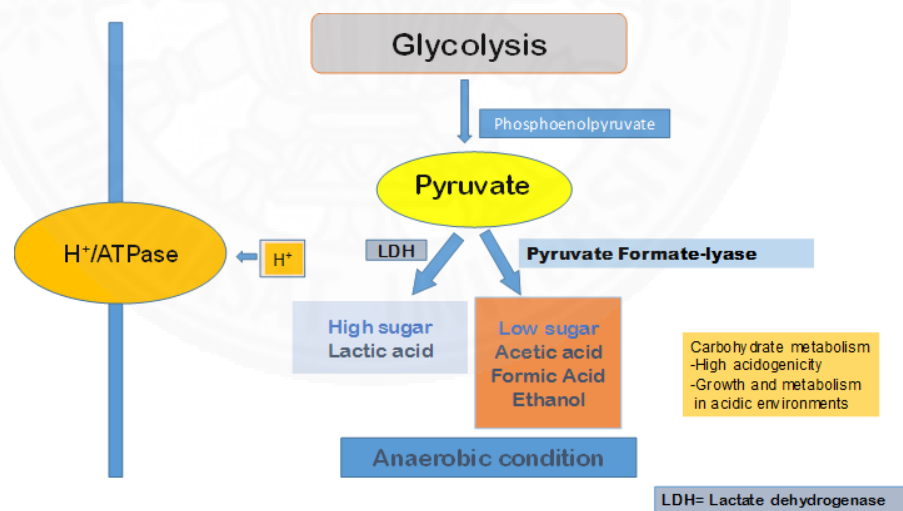 Glycolysis
Phosphoenolpyruvate
Pyruvate
H⁺/ATPase
H⁺
LDH
Pyruvate Formate-lyase
High sugar
Lactic acid
Low sugar
Acetic acid
Formic Acid
Ethanol
Carbohydrate metabolism
-High acidogenicity
-Growth and metabolism
in acidic environments
Anaerobic condition
LDH= Lactate dehydrogenase